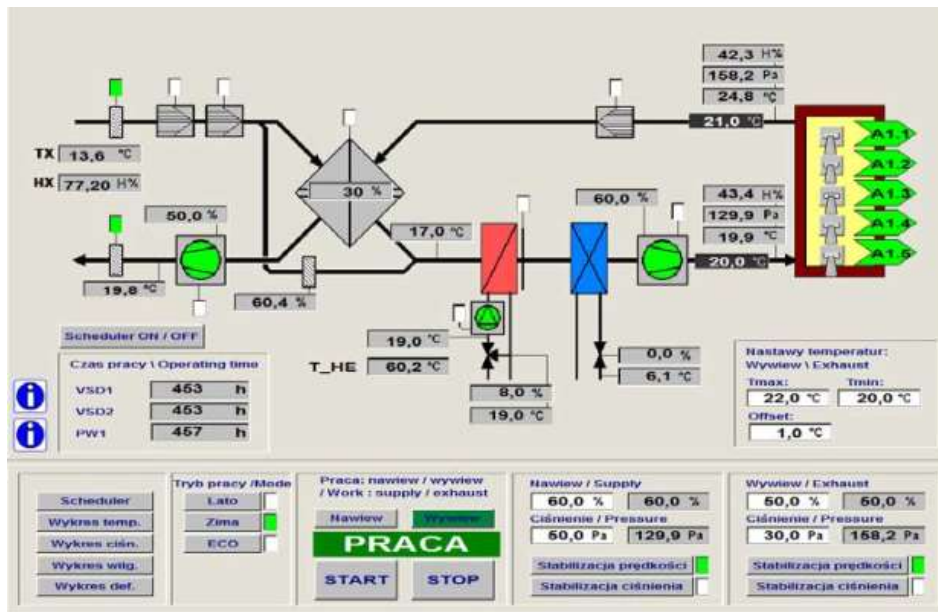 42,3 H%
158,2 Pa
24,8 °C
21,0 °C
A1.1
A1.2
A1.3
A1.4
A1.5
TX 13,6 °C
HX 77,20 H%
30 %
50,0 %
60,0 %
43,4 H%
129,9 Pa
19,9 °C
20,0 °C
17,0 °C
19,8 °C
60,4 %
Scheduler ON / OFF
19,0 °C
T_HE 60,2 °C
8,0 %
19,0 °C
0,0 %
6,1 °C
Czas pracy \ Operating time
VSD1 453 h
VSD2 453 h
PW1 457 h
Nastawy temperatur:
Wywiew \ Exhaust
Tmax: Tmin:
22,0 °C 20,0 °C
Offset:
1,0 °C
Scheduler
Wykres temp.
Wykres ciśn.
Wykres wilg.
Wykres def.
Tryb pracy /Mode
Lato
Zima
ECO
Praca: nawiew / wywiew
/ Work : supply / exhaust
Nawiew Wywiew
PRACA
START STOP
Nawiew / Supply
60,0 % 60,0 %
Ciśnienie / Pressure
50,0 Pa 129,9 Pa
Stabilizacja prędkości
Stabilizacja ciśnienia
Wywiew / Exhaust
50,0 % 50,0 %
Ciśnienie / Pressure
30,0 Pa 158,2 Pa
Stabilizacja prędkości
Stabilizacja ciśnienia